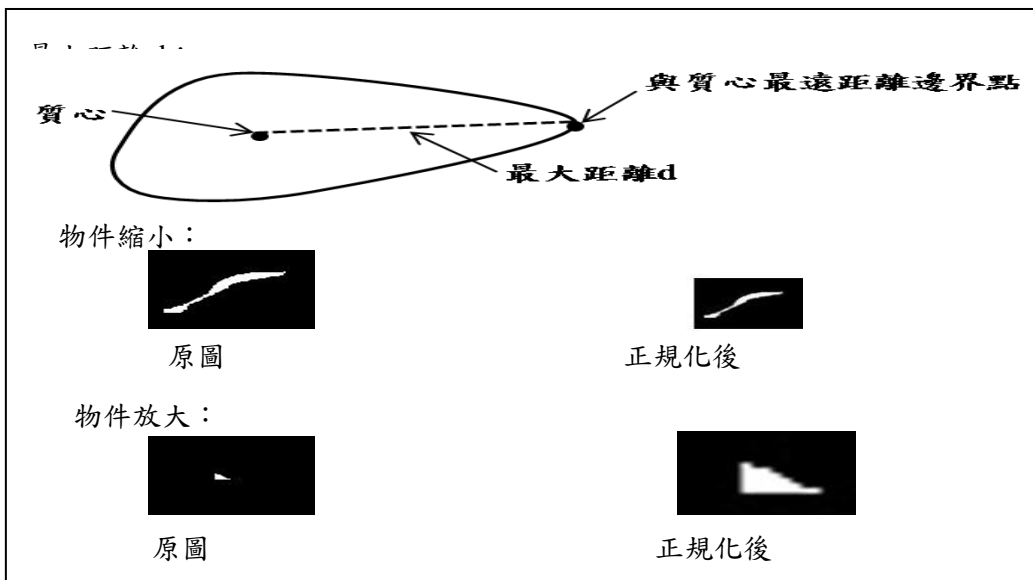 與質心最遠距離邊界點
質心
最大距離d
物件縮小：
原圖 正規化後
物件放大：
原圖 正規化後